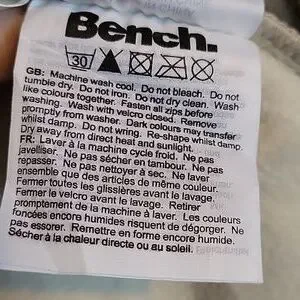 Bench.
30
GB: Machine wash cool. Do not bleach. Do not
tumble dry. Do not iron. Do not dry clean. Wash
like colours together. Fasten all zips before
washing. Wash with velcro closed. Remove
promptly from washer. Dark colours may transfer
whilst damp. Do not wring. Re-shape whilst damp.
Dry away from direct heat and sunlight.
FR: Laver à la machine cycle froid. Ne pas
javelliser. Ne pas sécher en tambour. Ne pas
repasser. Ne pas nettoyer à sec. Ne laver
ensemble que des articles de même couleur.
Fermer toutes les glissières avant le lavage.
Fermer le velcro avant le lavage. Retirer
promptement de la machine à laver. Les couleurs
foncées encore humides risquent de dégorger. Ne
pas essorer. Remettre en forme encore humide.
Sécher à la chaleur directe ou au soleil.